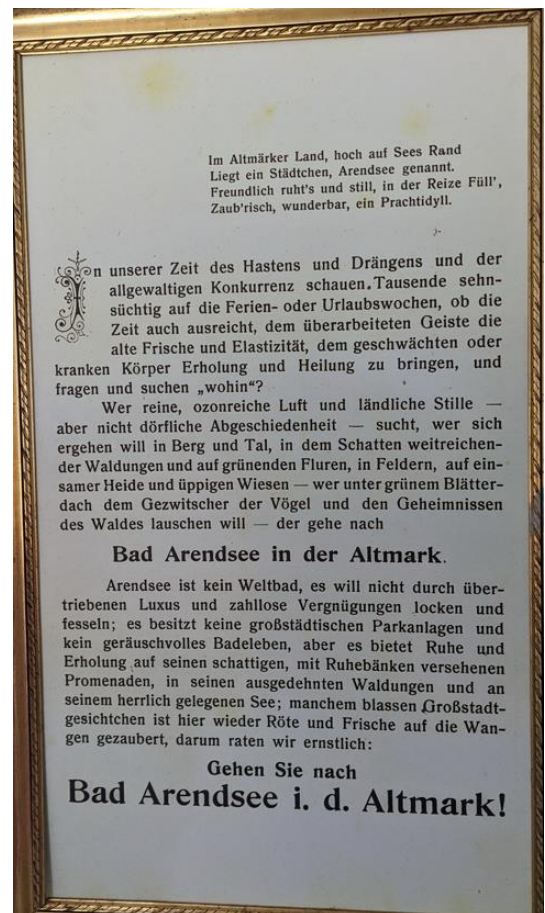 Im Altmärker Land, hoch auf Sees Rand
Liegt ein Städtchen, Arendsee genannt.
Freundlich ruht's und still, in der Reize Füll',
Zaub'risch, wunderbar, ein Prachtidyll.
In unserer Zeit des Hastens und Drängens und der
allgewaltigen Konkurrenz schauen. Tausende sehn-
süchtig auf die Ferien- oder Urlaubswochen, ob die
Zeit auch ausreicht, dem überarbeiteten Geiste die
alte Frische und Elastizität, dem geschwächten oder
kranken Körper Erholung und Heilung zu bringen, und
fragen und suchen „wohin“?
Wer reine, ozonreiche Luft und ländliche Stille —
aber nicht dörfliche Abgeschiedenheit — sucht, wer sich
ergehen will in Berg und Tal, in dem Schatten weitreichen-
der Waldungen und auf grünenden Fluren, in Feldern, auf ein-
samer Heide und üppigen Wiesen — wer unter grünem Blätter-
dach dem Gezwitscher der Vögel und den Geheimnissen
des Waldes lauschen will — der gehe nach
Bad Arendsee in der Altmark.
Arendsee ist kein Weltbad, es will nicht durch über-
triebenen Luxus und zahllose Vergnügungen locken und
fesseln; es besitzt keine großstädtischen Parkanlagen und
kein geräuschvolles Badeleben, aber es bietet Ruhe und
Erholung auf seinen schattigen, mit Ruhebänken versehenen
Promenaden, in seinen ausgedehnten Waldungen und an
seinem herrlich gelegenen See; manchem blassen Großstadt-
gesichtchen ist hier wieder Röte und Frische auf die Wan-
gen gezaubert, darum raten wir ernstlich:
Gehen Sie nach
Bad Arendsee i. d. Altmark!